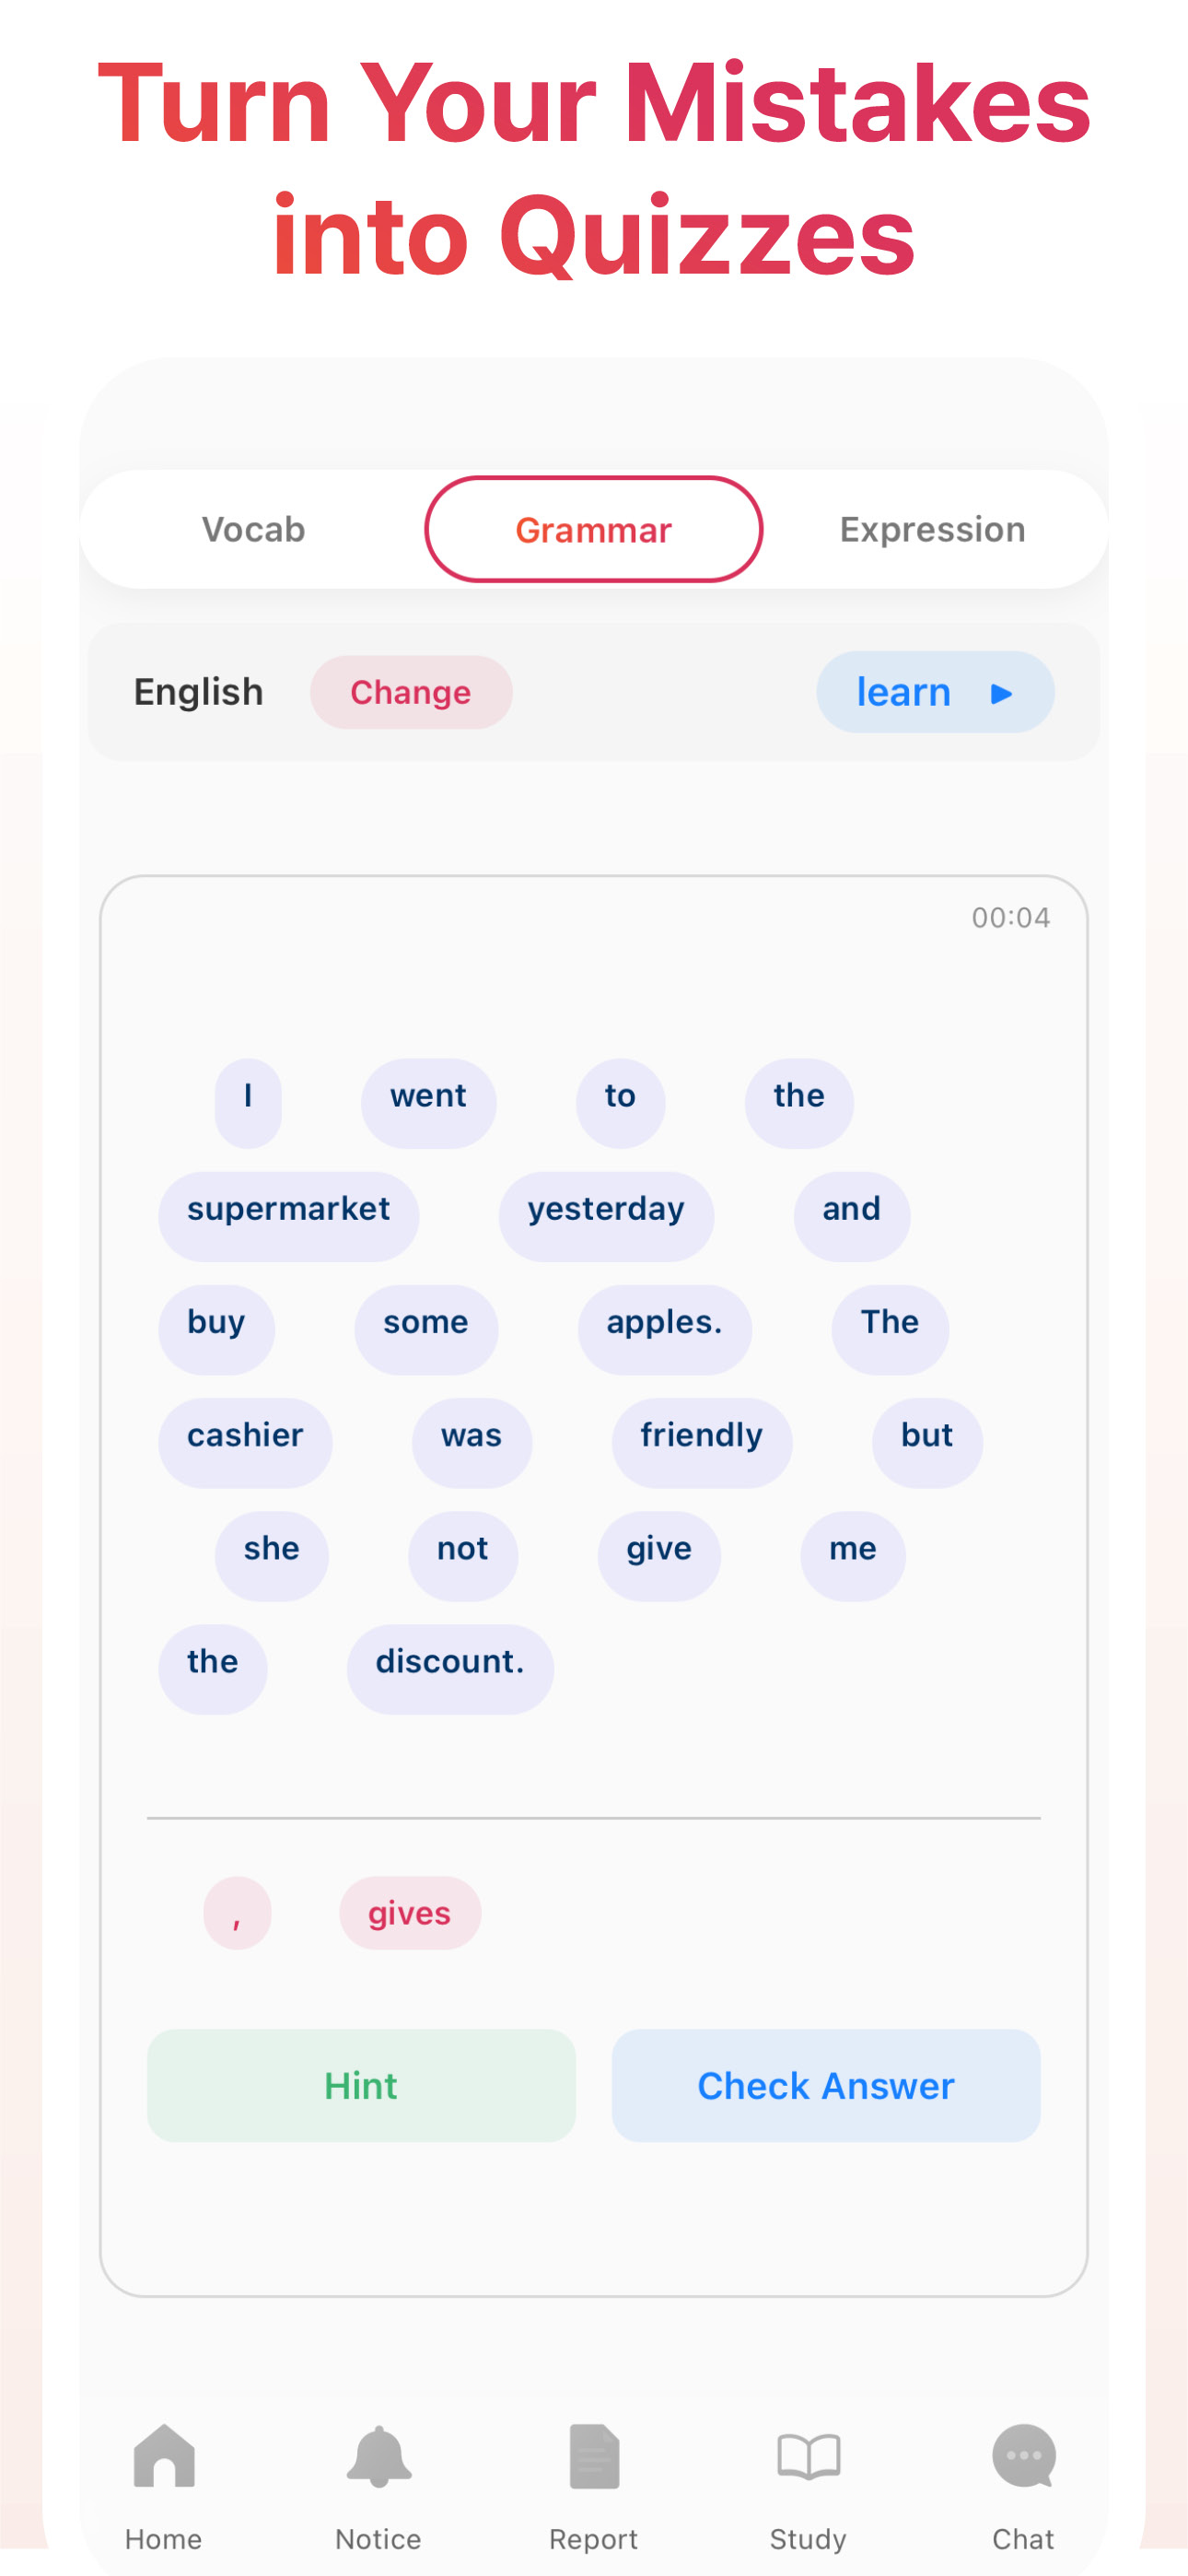 Turn Your Mistakes
into Quizzes
Vocab Grammar Expression
English Change learn
00:04
I went to the
supermarket yesterday and
buy some apples. The
cashier was friendly but
she not give me
the discount.
, gives
Hint Check Answer
Home Notice Report Study Chat